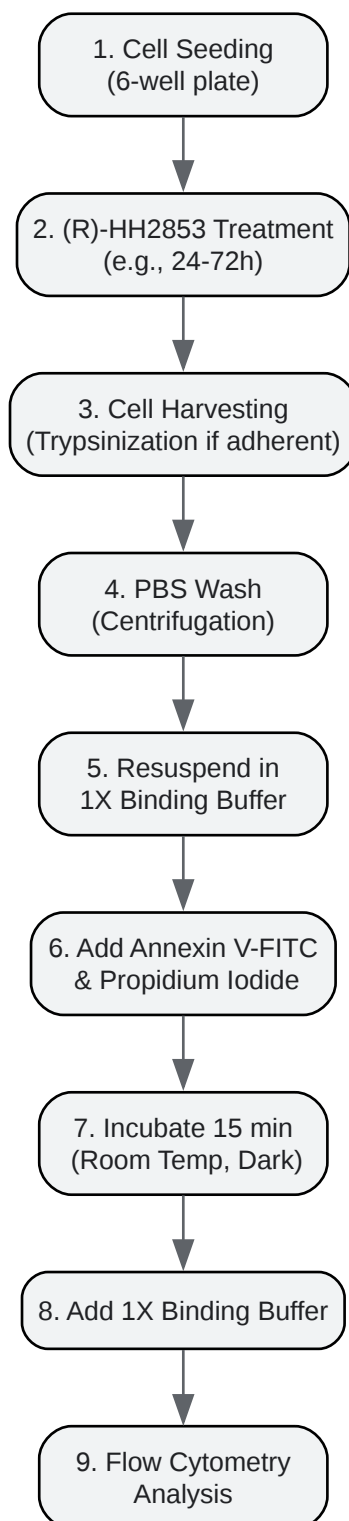 1. Cell Seeding
(6-well plate)
2. (R)-HH2853 Treatment
(e.g., 24-72h)
3. Cell Harvesting
(Trypsinization if adherent)
4. PBS Wash
(Centrifugation)
5. Resuspend in
1X Binding Buffer
6. Add Annexin V-FITC
& Propidium Iodide
7. Incubate 15 min
(Room Temp, Dark)
8. Add 1X Binding Buffer
9. Flow Cytometry
Analysis